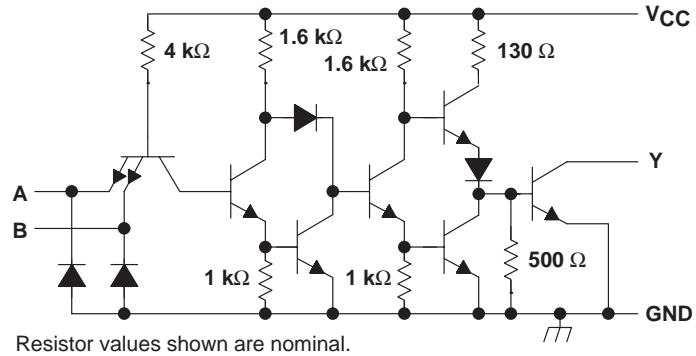 VCC
4 kΩ
1.6 kΩ
1.6 kΩ
130 Ω
A
B
Y
1 kΩ
1 kΩ
500 Ω
GND
Resistor values shown are nominal.